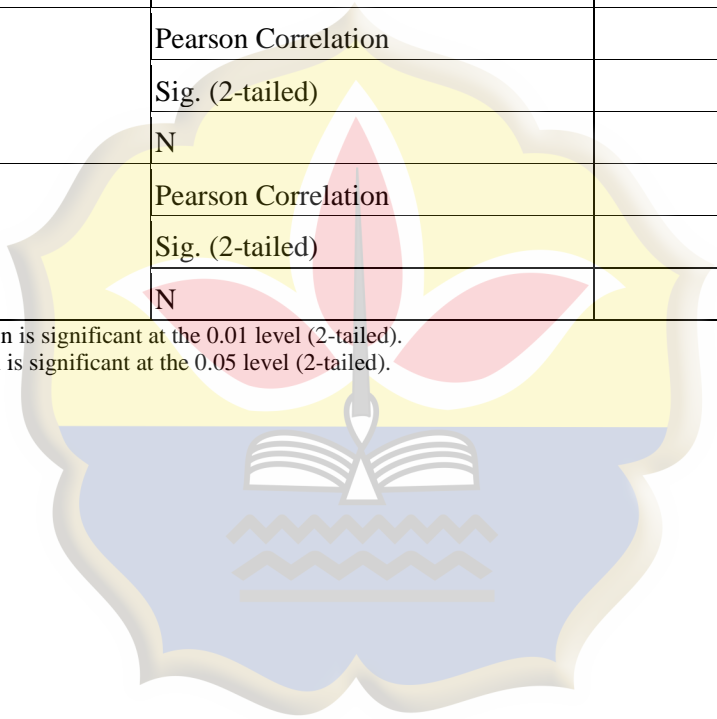 Pearson Correlation
Sig. (2-tailed)
N
Pearson Correlation
Sig. (2-tailed)
N
n is significant at the 0.01 level (2-tailed).
is significant at the 0.05 level (2-tailed).